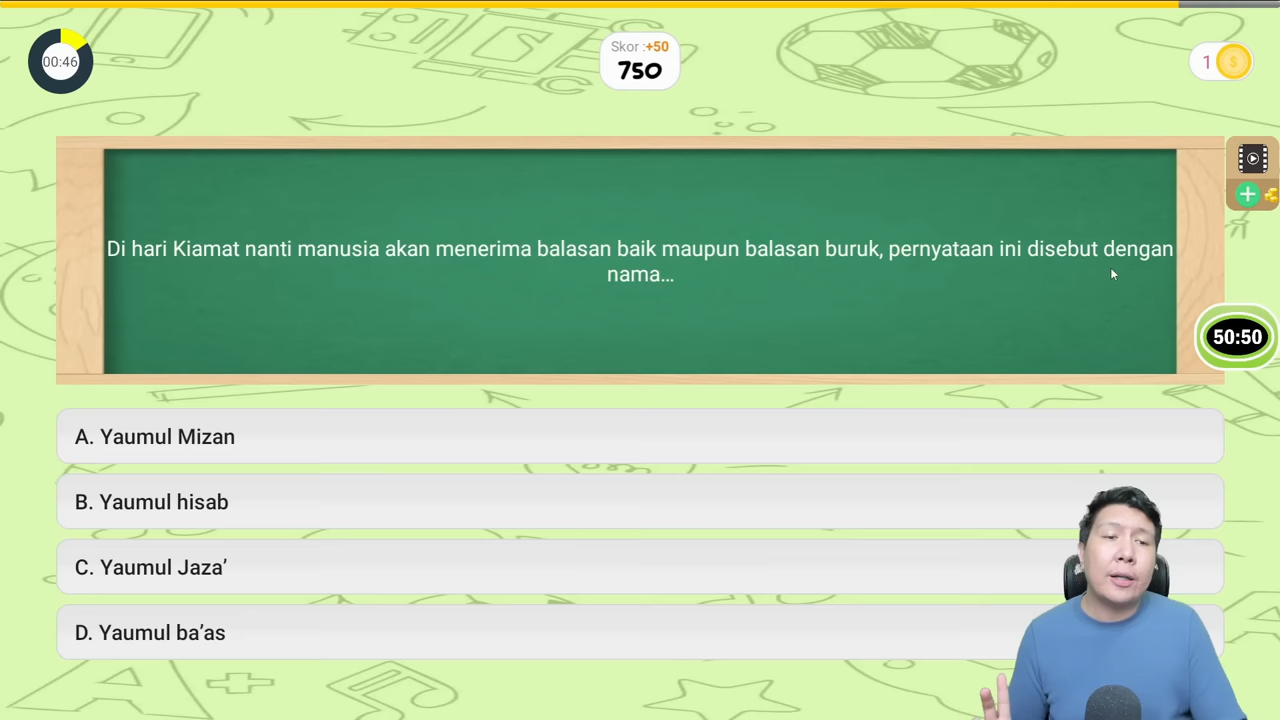 00:46
Skor :+50
750
1
Di hari Kiamat nanti manusia akan menerima balasan baik maupun balasan buruk, pernyataan ini disebut dengan
nama...
50:50
A. Yaumul Mizan
B. Yaumul hisab
C. Yaumul Jaza’
D. Yaumul ba’as